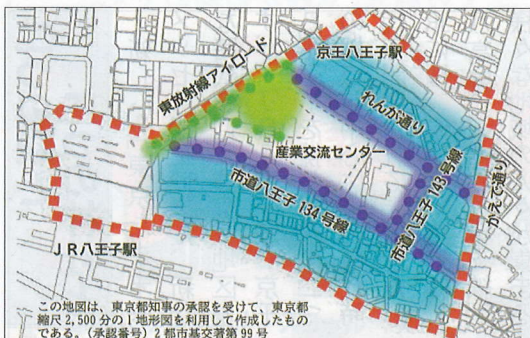 東放射線アイロード
京王八王子駅
れんが通り
産業交流センター
市道八王子143号線
かえで通り
市道八王子134号線
JR八王子駅
この地図は、東京都知事の承認を受けて、東京都
縮尺2,500分の1地形図を利用して作成したもの
である。(承認番号)2都市基交著第99号